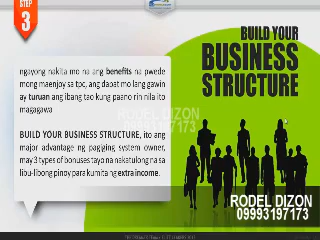 STEP
3
BUILD YOUR
BUSINESS
STRUCTURE
ngayong nakita mo na ang benefits na pwede
mong maenjoy sa tpc, ang dapat mo lang gawin
ay turuan ang ibang tao kung paano rin nila ito
magagawa
RODEL DIZON
09993197173
BUILD YOUR BUSINESS STRUCTURE, ito ang
major advantage ng pagiging system owner,
may 3 types of bonuses tayo na nakatulong na sa
libu-libong pinoy para kumita ng extra income.
RODEL DIZON
09993197173